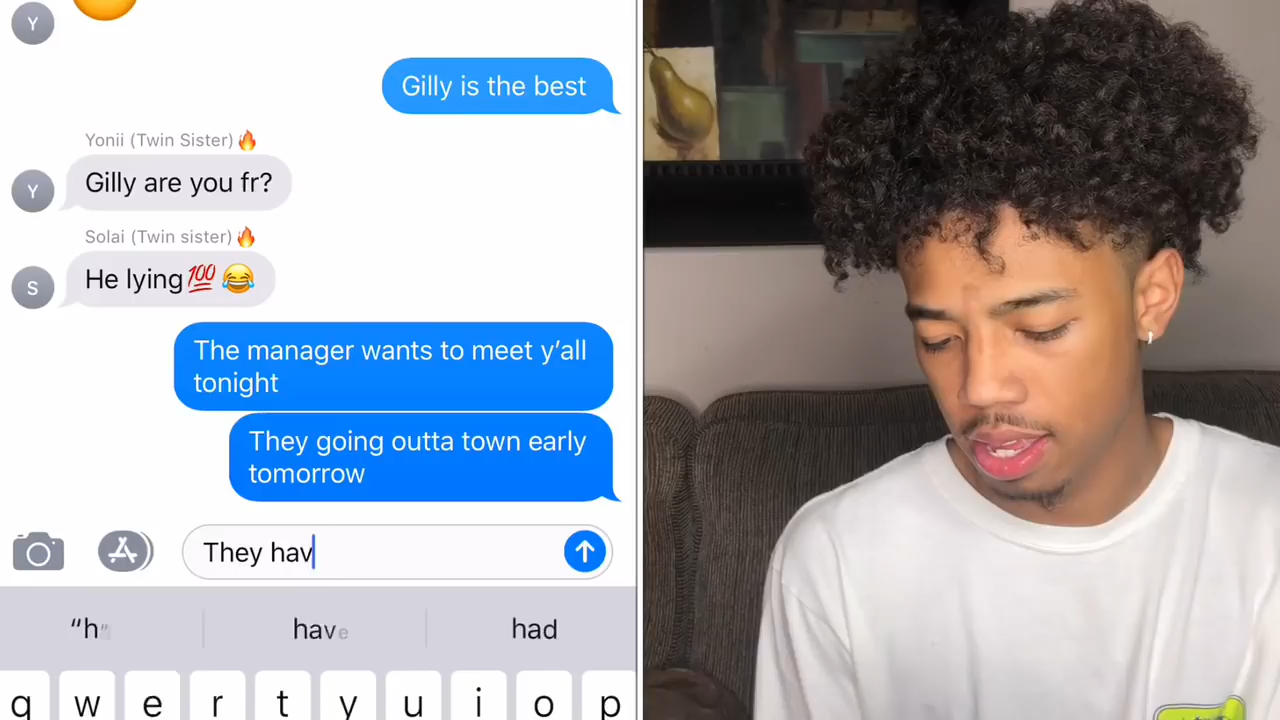 Y
Gilly is the best
Yonii (Twin Sister)🔥
Y
Gilly are you fr?
Solai (Twin sister)🔥
S
He lying💯😂
The manager wants to meet y’all
tonight
They going outta town early
tomorrow
They hav
“h” have had
q w e r t y u i o p